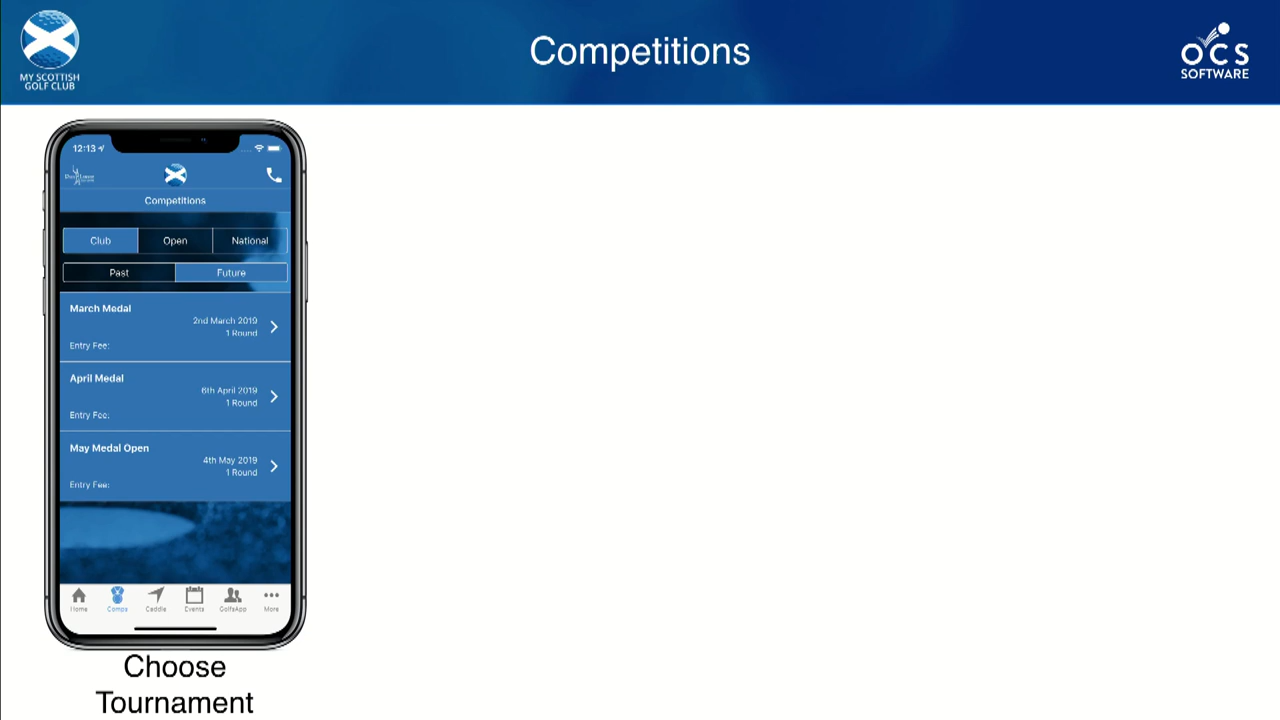 MY SCOTTISH
GOLF CLUB
Competitions
OCS
SOFTWARE
12:13
Competitions
Club
Open
National
Past
Future
March Medal
2nd March 2019
1 Round
Entry Fee:
April Medal
6th April 2019
1 Round
Entry Fee:
May Medal Open
4th May 2019
1 Round
Entry Fee:
Home
Comps
Caddie
Events
GolfsApp
More
Choose
Tournament